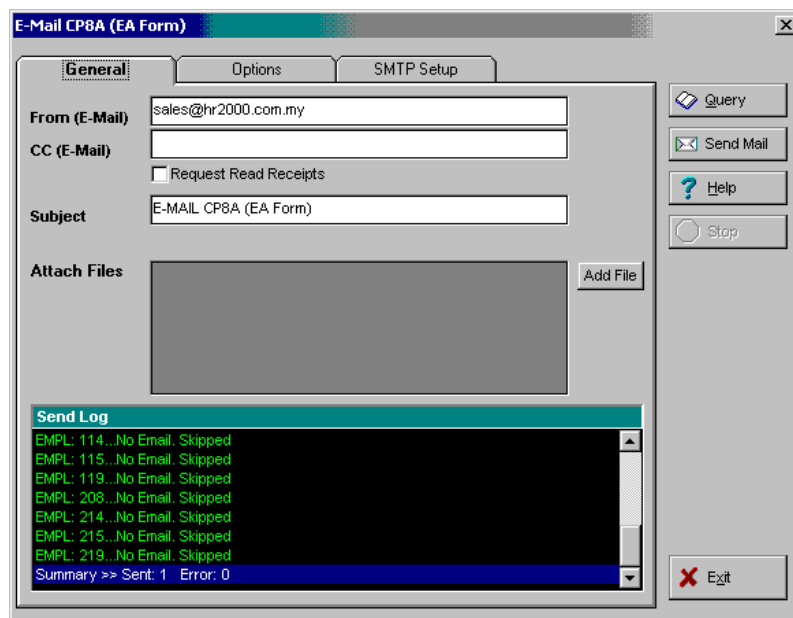 E-Mail CP8A (EA Form)
General
Options
SMTP Setup
From (E-Mail)
sales@hr2000.com.my
CC (E-Mail)
Request Read Receipts
Subject
E-MAIL CP8A (EA Form)
Attach Files
Add File
Query
Send Mail
Help
Stop
Send Log
EMPL: 114...No Email. Skipped
EMPL: 115...No Email. Skipped
EMPL: 119...No Email. Skipped
EMPL: 208...No Email. Skipped
EMPL: 214...No Email. Skipped
EMPL: 215...No Email. Skipped
EMPL: 219...No Email. Skipped
Summary >> Sent: 1 Error: 0
Exit